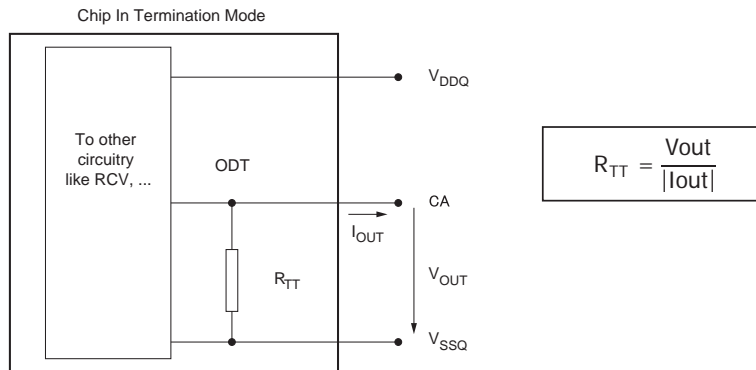 Chip In Termination Mode
V_DDQ
To other
circuitry
like RCV, ...
ODT
CA
I_OUT
R_TT
V_OUT
V_SSQ
R_TT = Vout / |Iout|